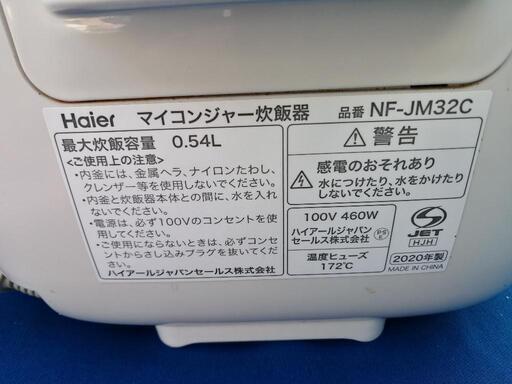 Haier マイコンジャー炊飯器 品番 NF-JM32C
最大炊飯容量 0.54L
<ご使用上の注意>
・内釜には、金属ヘラ、ナイロンたわし、
クレンザー等を使用しないでください。
・内釜と炊飯器本体との間に、水を入れ
ないでください。
・電源は、必ず100Vのコンセントを使
用してください。
・ご使用にならないときは、必ずコンセ
ントからさし込みプラグを抜いてください。
ハイアールジャパンセールス株式会社
警告
感電のおそれあり
水につけたり、水をかけたり
しないでください。
100V 460W
ハイアールジャパン
セールス株式会社
PS
E
温度ヒューズ
172℃
JET
HJH
2020年製
MADE IN CHINA